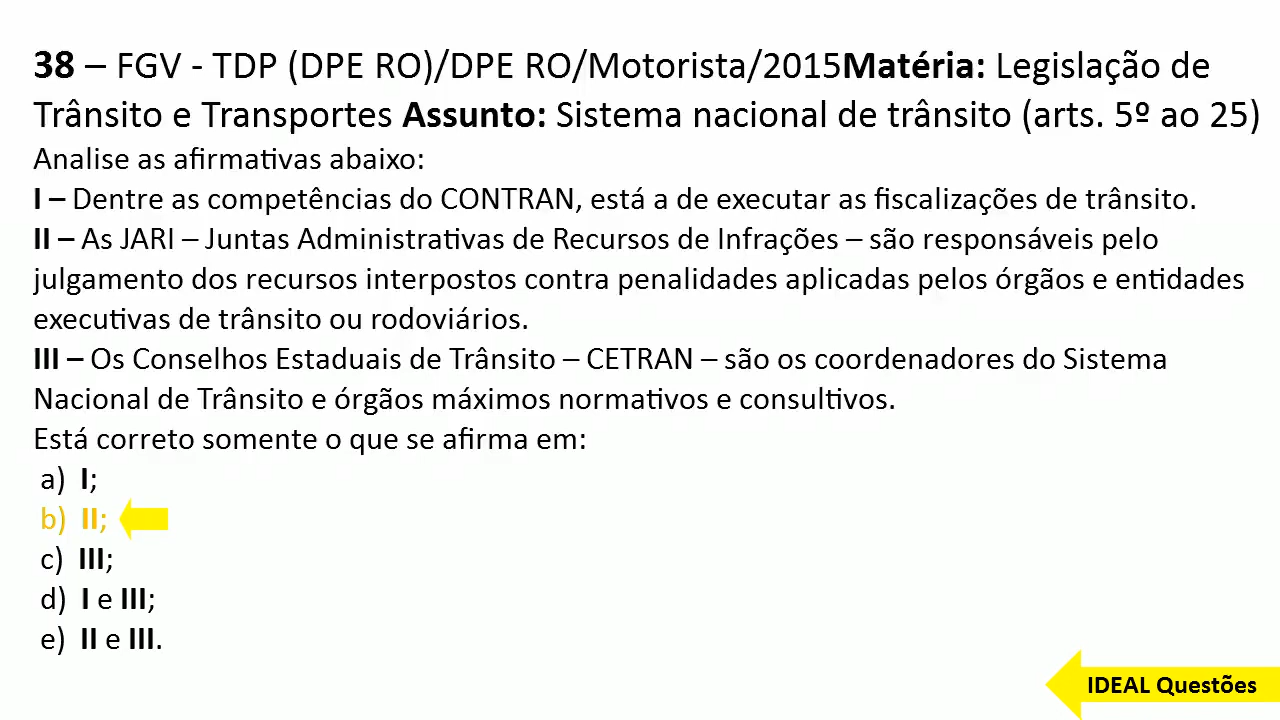 38 – FGV - TDP (DPE RO)/DPE RO/Motorista/2015Matéria: Legislação de
Trânsito e Transportes Assunto: Sistema nacional de trânsito (arts. 5º ao 25)
Analise as afirmativas abaixo:
I – Dentre as competências do CONTRAN, está a de executar as fiscalizações de trânsito.
II – As JARI – Juntas Administrativas de Recursos de Infrações – são responsáveis pelo
julgamento dos recursos interpostos contra penalidades aplicadas pelos órgãos e entidades
executivas de trânsito ou rodoviários.
III – Os Conselhos Estaduais de Trânsito – CETRAN – são os coordenadores do Sistema
Nacional de Trânsito e órgãos máximos normativos e consultivos.
Está correto somente o que se afirma em:
a) I;
b) II;
c) III;
d) I e III;
e) II e III.
IDEAL Questões